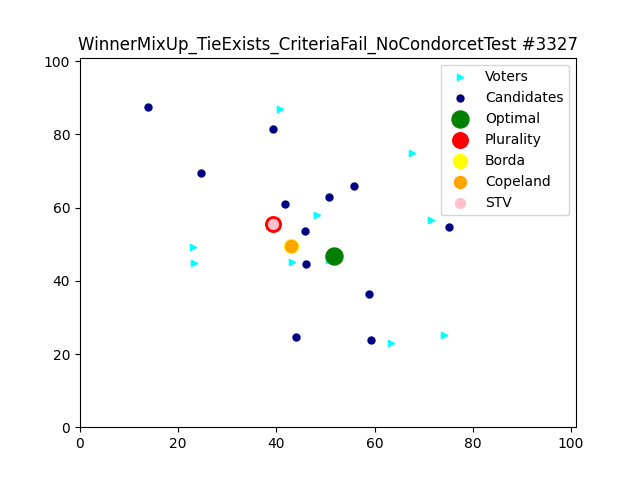 WinnerMixUp_TieExists_CriteriaFail_NoCondorcetTest #3327
100
80
60
40
20
0
0 20 40 60 80 100
Voters
Candidates
Optimal
Plurality
Borda
Copeland
STV